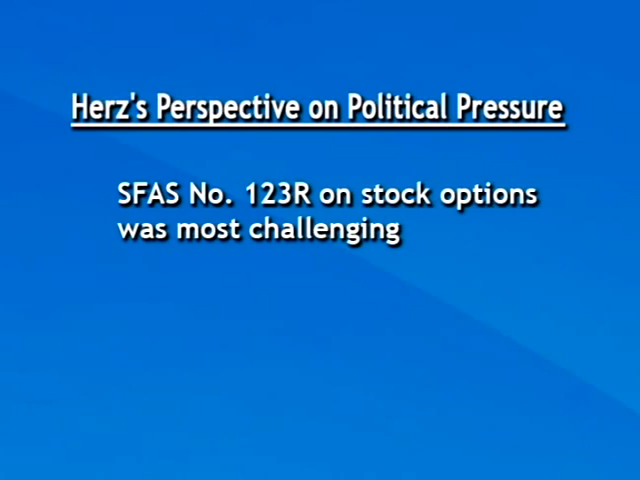 Herz's Perspective on Political Pressure
SFAS No. 123R on stock options
was most challenging